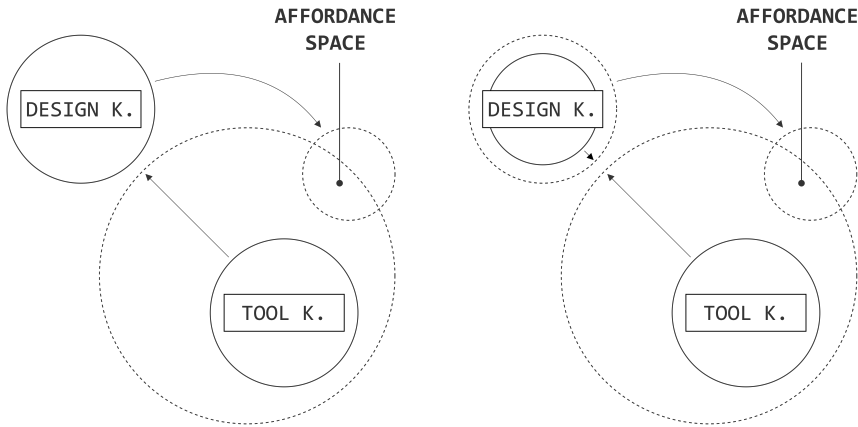 AFFORDANCE
SPACE
DESIGN K.
TOOL K.
AFFORDANCE
SPACE
DESIGN K.
TOOL K.